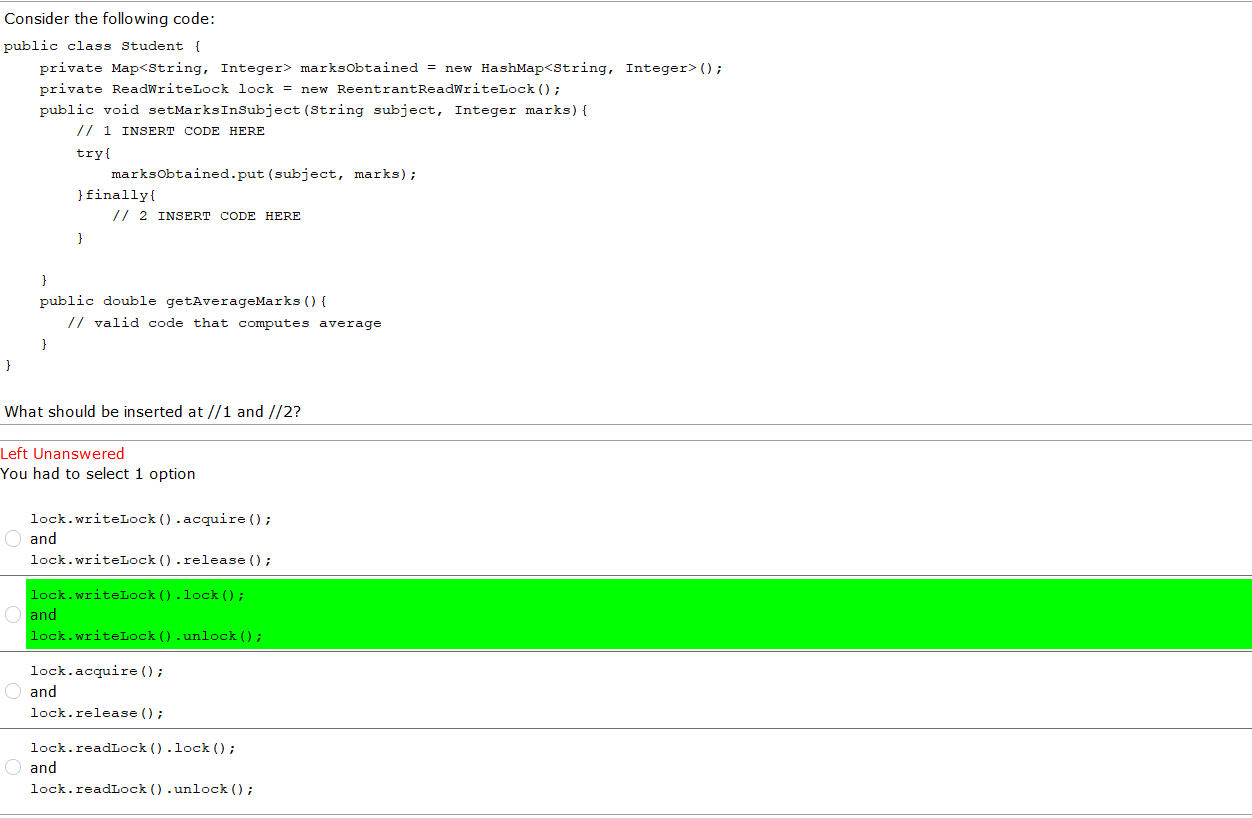 Consider the following code:
public class Student {
    private Map<String, Integer> marksObtained = new HashMap<String, Integer>();
    private ReadWriteLock lock = new ReentrantReadWriteLock();
    public void setMarksInSubject(String subject, Integer marks){
        // 1 INSERT CODE HERE
        try{
            marksObtained.put(subject, marks);
        }finally{
            // 2 INSERT CODE HERE
        }
    }
    public double getAverageMarks(){
       // valid code that computes average
    }
}
What should be inserted at //1 and //2?
Left Unanswered
You had to select 1 option
lock.writeLock().acquire();
and
lock.writeLock().release();
lock.writeLock().lock();
and
lock.writeLock().unlock();
lock.acquire();
and
lock.release();
lock.readLock().lock();
and
lock.readLock().unlock();